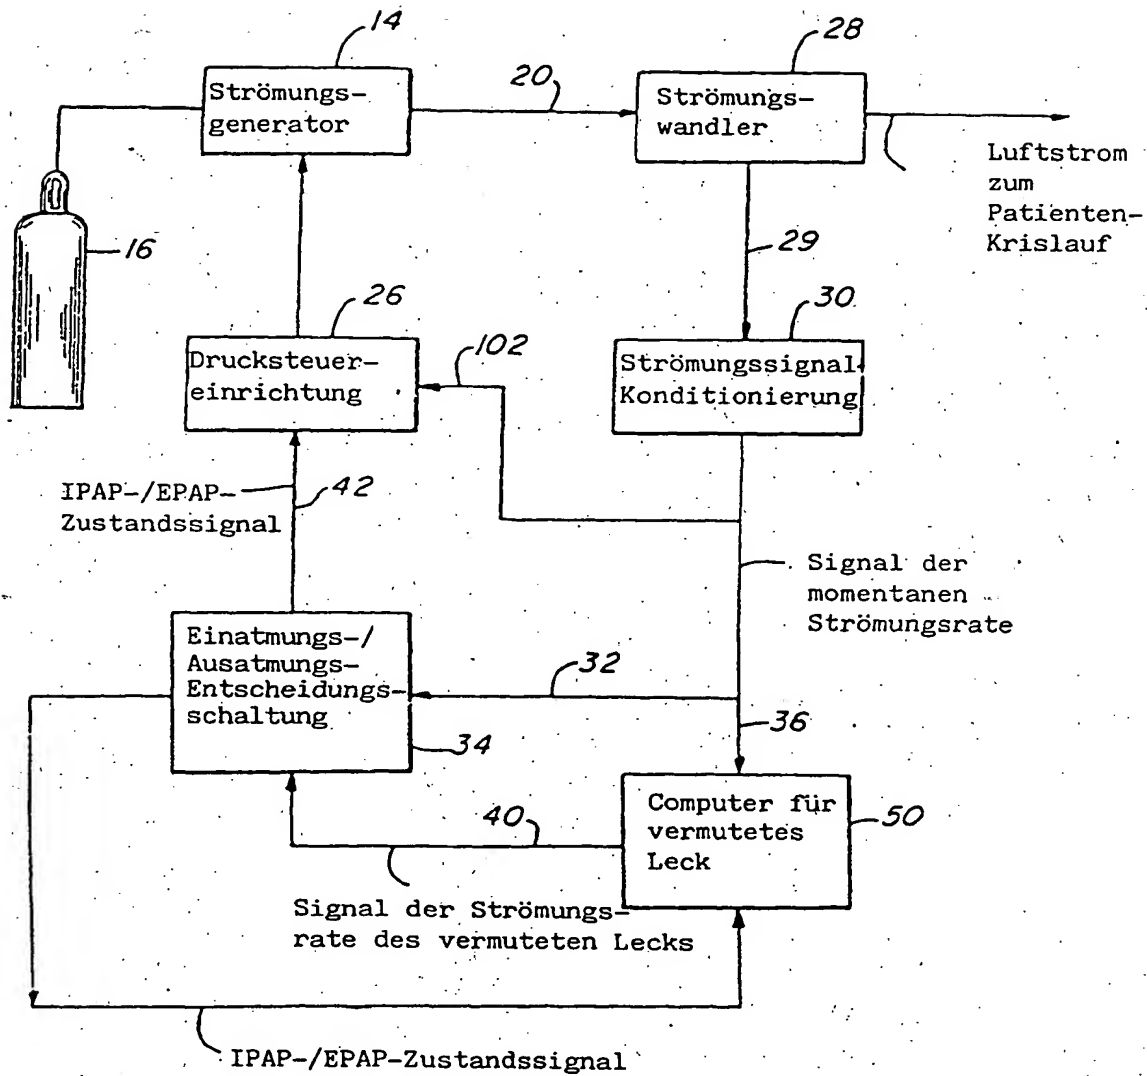 14
28
Strömungs-
generator
20
Strömungs-
wandler
Luftstrom
zum
Patienten-
Krislauf
16
29
26
30
Drucksteuer-
einrichtung
102
Strömungssignal-
Konditionierung
IPAP-/EPAP-
Zustandssignal
42
Signal der
momentanen
Strömungsrate
Einatmungs-/
Ausatmungs-
Entscheidungs-
schaltung
32
34
36
Computer für
vermutetes
Leck
50
40
Signal der Strömungs-
rate des vermuteten Lecks
IPAP-/EPAP-Zustandssignal